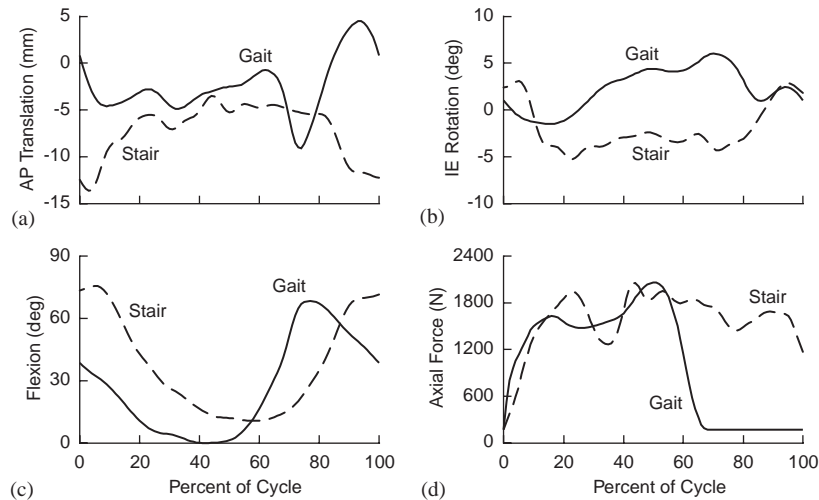 AP Translation (mm)
5
0
-5
-10
-15
Gait
Stair
(a)
IE Rotation (deg)
10
5
0
-5
-10
Gait
Stair
(b)
Flexion (deg)
90
60
30
0
Stair
Gait
0 20 40 60 80 100
Percent of Cycle
(c)
Axial Force (N)
2400
1800
1200
600
0
Stair
Gait
0 20 40 60 80 100
Percent of Cycle
(d)